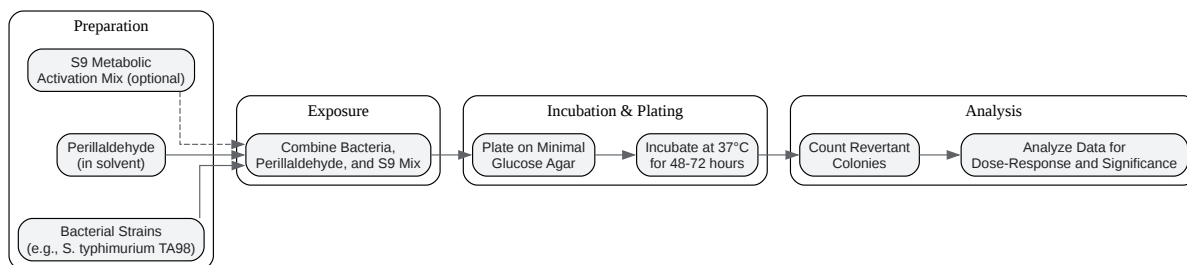 Preparation
S9 Metabolic
Activation Mix (optional)
Perillaldehyde
(in solvent)
Bacterial Strains
(e.g., S. typhimurium TA98)
Exposure
Combine Bacteria,
Perillaldehyde, and S9 Mix
Incubation & Plating
Plate on Minimal
Glucose Agar
Incubate at 37°C
for 48-72 hours
Analysis
Count Revertant
Colonies
Analyze Data for
Dose-Response and Significance